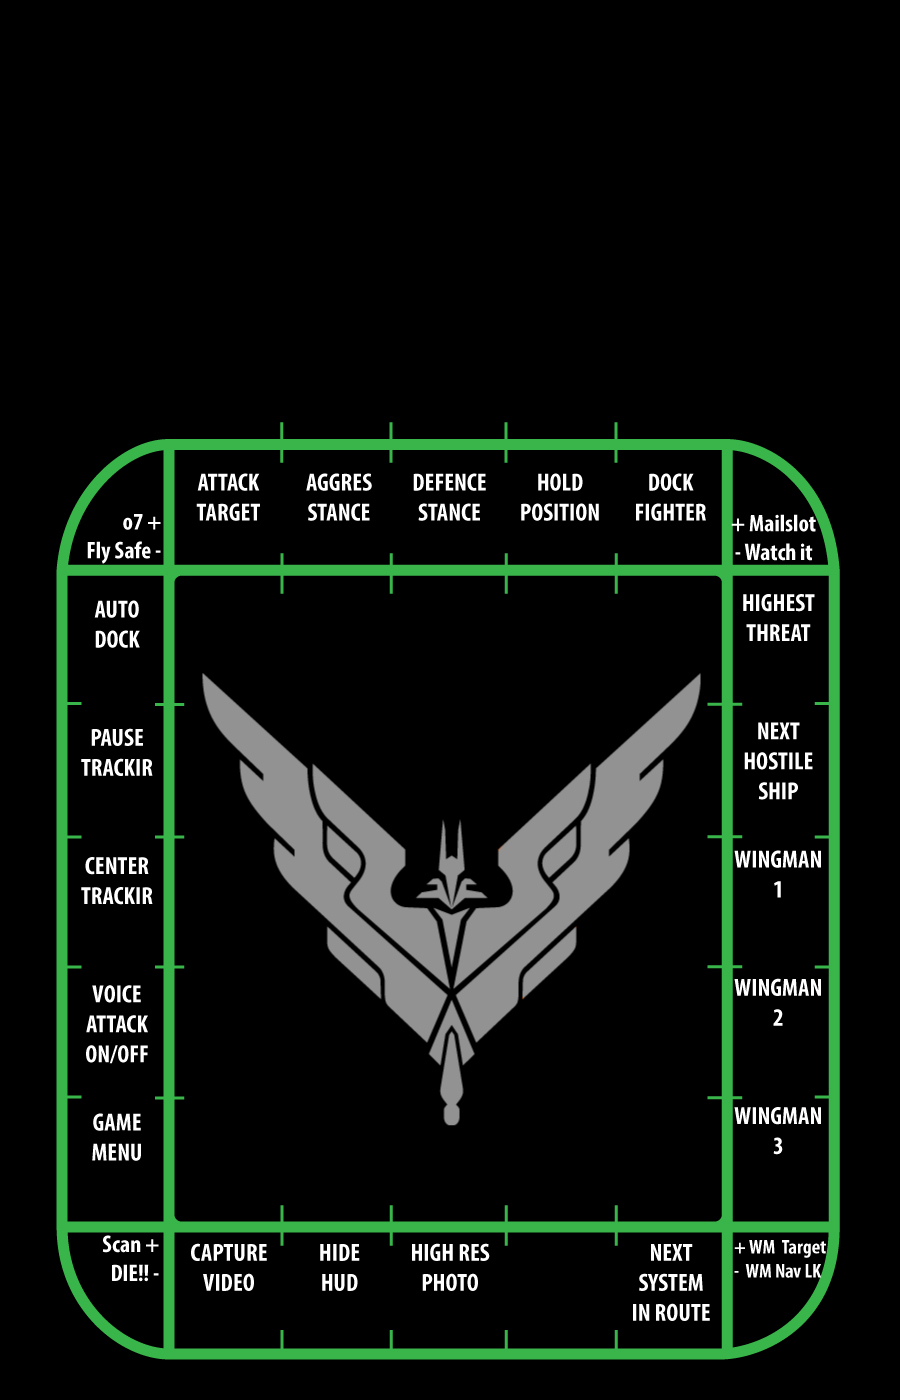 ATTACK
TARGET
AGGRES
STANCE
DEFENCE
STANCE
HOLD
POSITION
DOCK
FIGHTER
o7 +
Fly Safe -
+ Mailslot
- Watch it
AUTO
DOCK
PAUSE
TRACKIR
CENTER
TRACKIR
VOICE
ATTACK
ON/OFF
GAME
MENU
HIGHEST
THREAT
NEXT
HOSTILE
SHIP
WINGMAN
1
WINGMAN
2
WINGMAN
3
Scan +
DIE!! -
CAPTURE
VIDEO
HIDE
HUD
HIGH RES
PHOTO
NEXT
SYSTEM
IN ROUTE
+ WM Target
- WM Nav LK